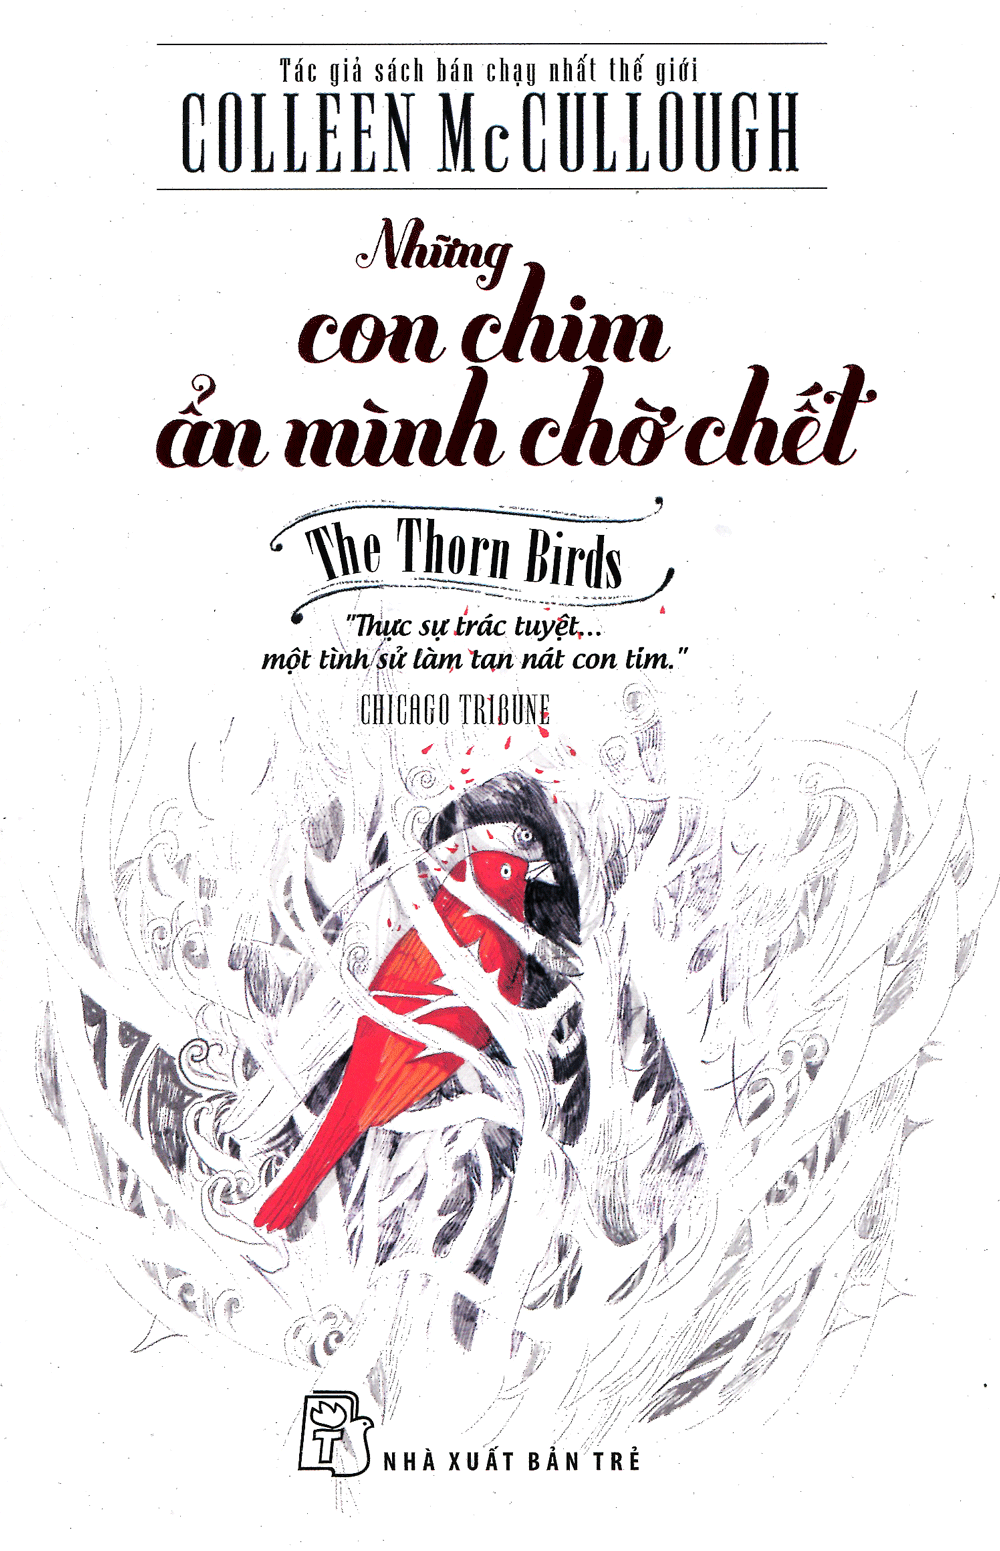 Tác giả sách bán chạy nhất thế giới
COLLEEN McCULLOUGH
Những
con chim
ẩn mình chờ chết
The Thorn Birds
"Thực sự trác tuyệt...
một tình sử làm tan nát con tim."
CHICAGO TRIBUNE
T
NHÀ XUẤT BẢN TRẺ